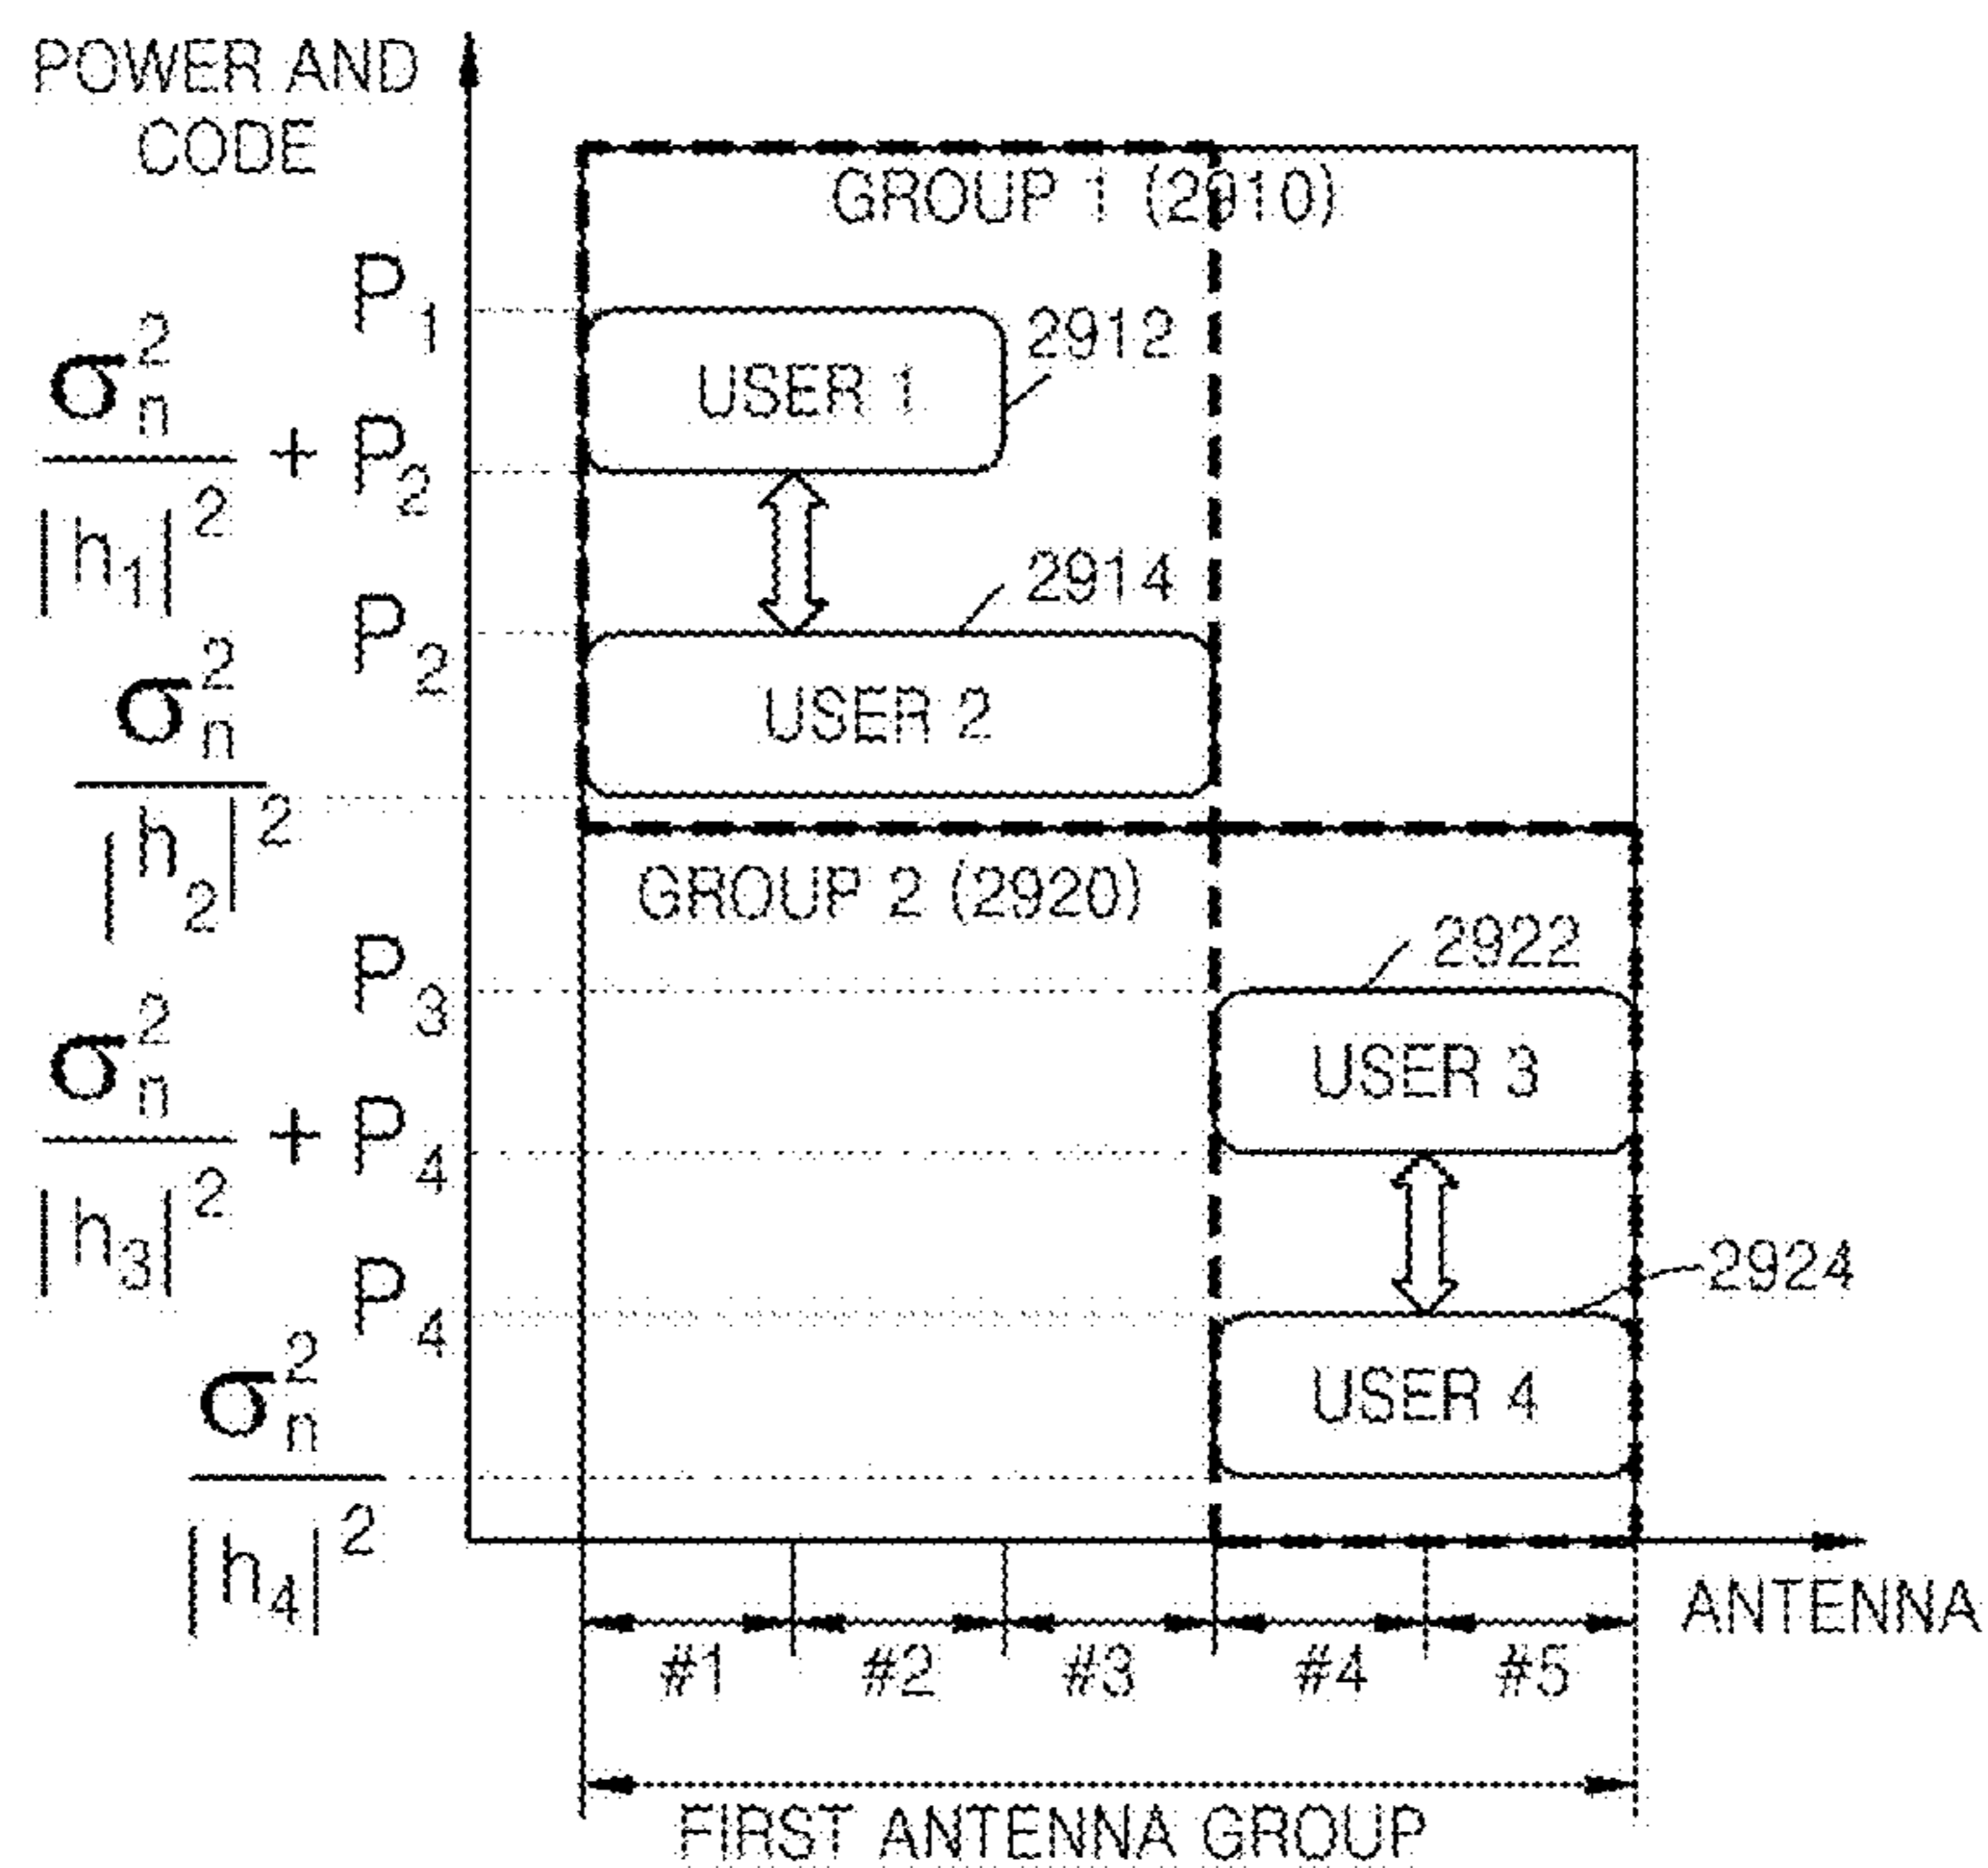 POWER AND
CODE
GROUP 1 (2910)
P1
σn2/|h1|2 + P2
USER 1
2912
P2
2914
σn2/|h2|2
USER 2
GROUP 2 (2920)
P3
2922
σn2/|h3|2 + P4
USER 3
P4
2924
σn2/|h4|2
USER 4
ANTENNA
#1 #2 #3 #4 #5
FIRST ANTENNA GROUP